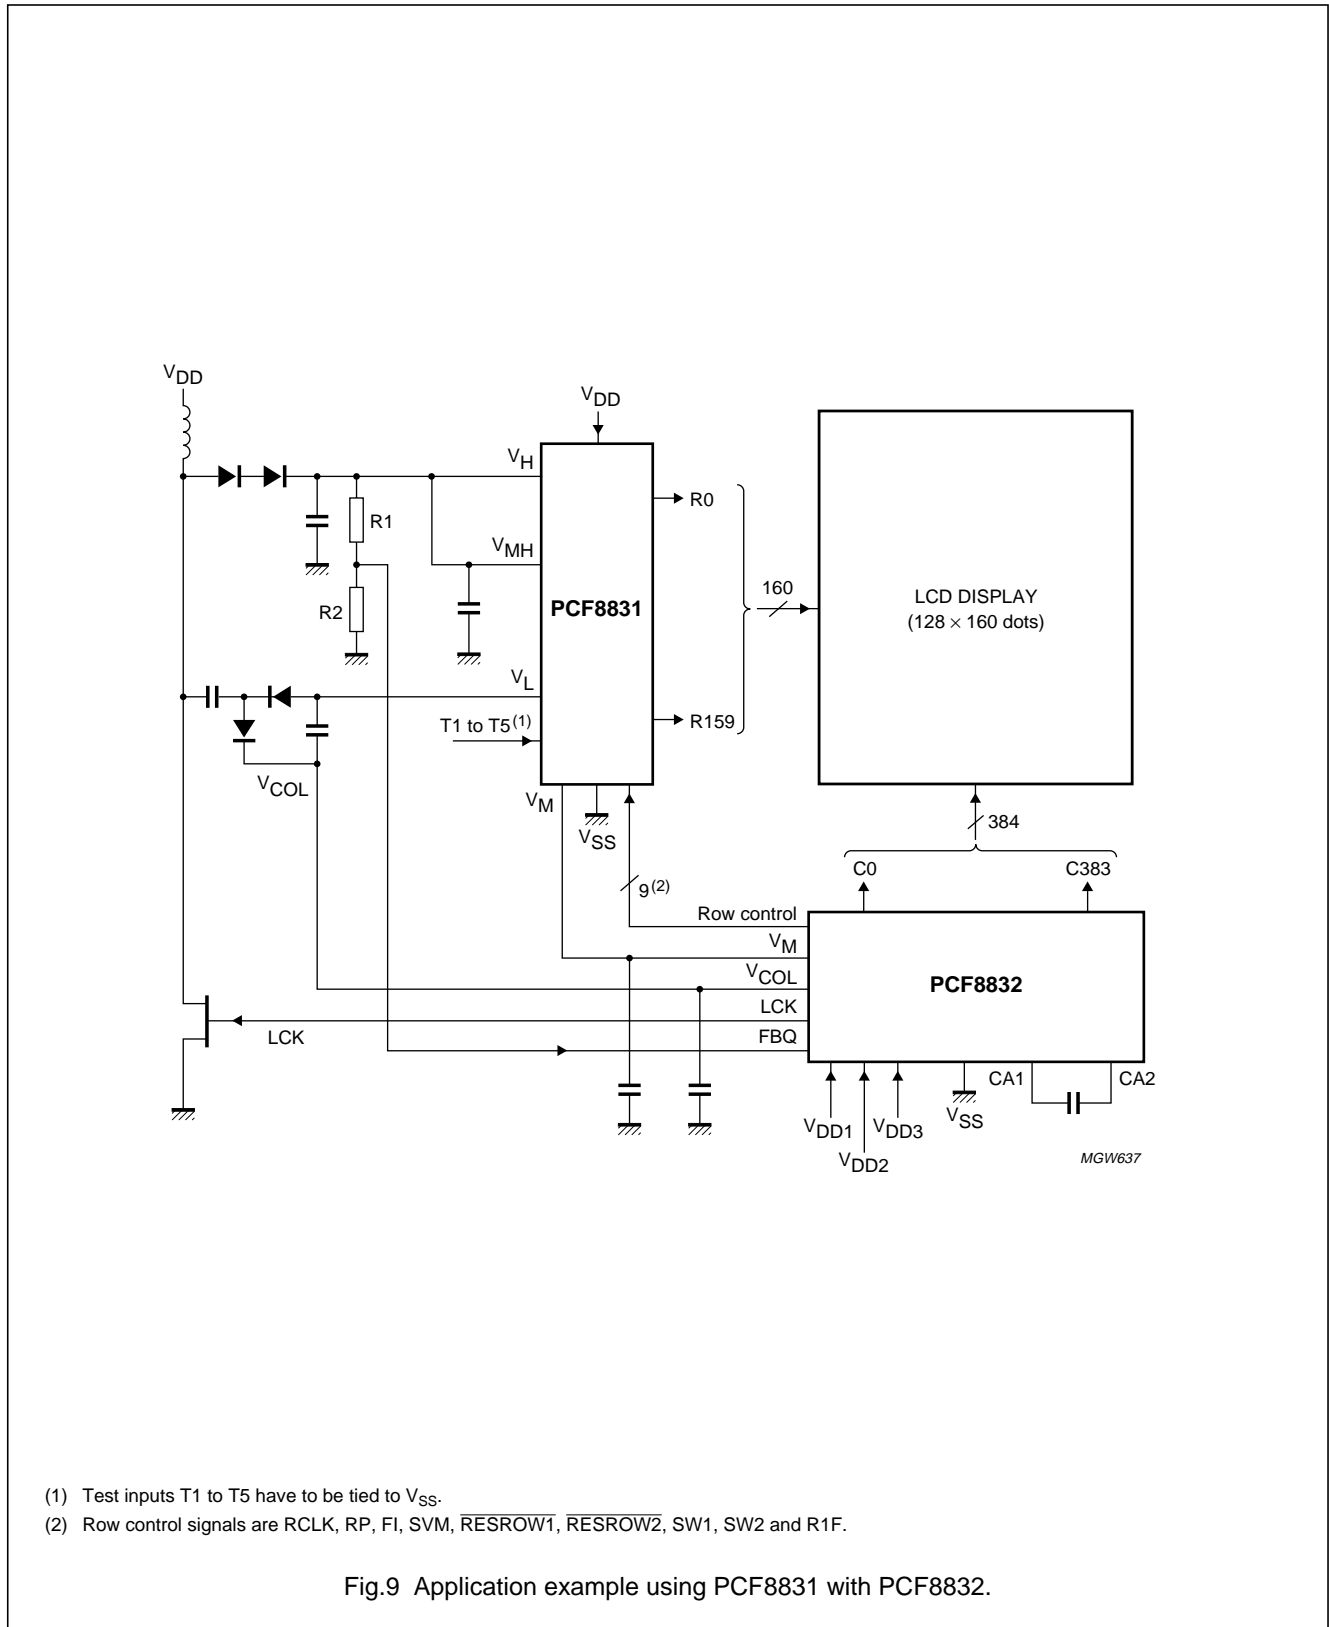 VDD
VDD
VH
R0
R1
VMH
160
LCD DISPLAY
(128 × 160 dots)
PCF8831
R2
VL
R159
T1 to T5(1)
VCOL
VM
VSS
384
C0
C383
9(2)
Row control
VM
VCOL
PCF8832
LCK
LCK
FBQ
CA1
CA2
VDD1
VDD3
VSS
VDD2
MGW637
(1) Test inputs T1 to T5 have to be tied to VSS.
(2) Row control signals are RCLK, RP, FI, SVM, RESROW1, RESROW2, SW1, SW2 and R1F.
Fig.9 Application example using PCF8831 with PCF8832.